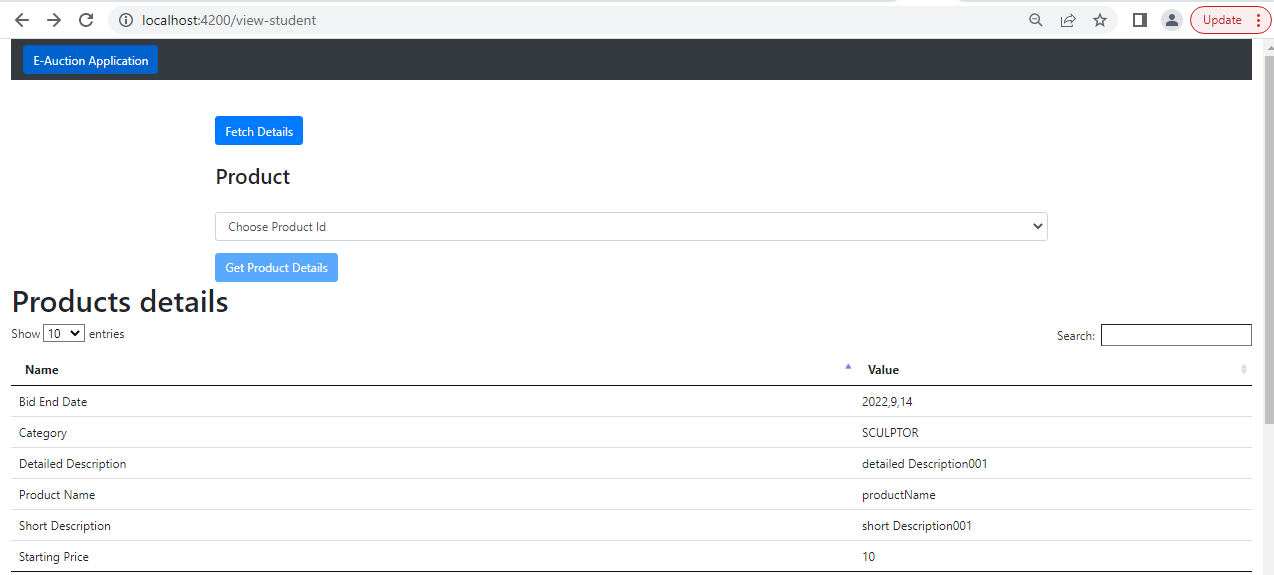 localhost:4200/view-student
Update
E-Auction Application
Fetch Details
Product
Choose Product Id
Get Product Details
Products details
Show 10 entries
Search:
Name Value
Bid End Date 2022,9,14
Category SCULPTOR
Detailed Description detailed Description001
Product Name productName
Short Description short Description001
Starting Price 10